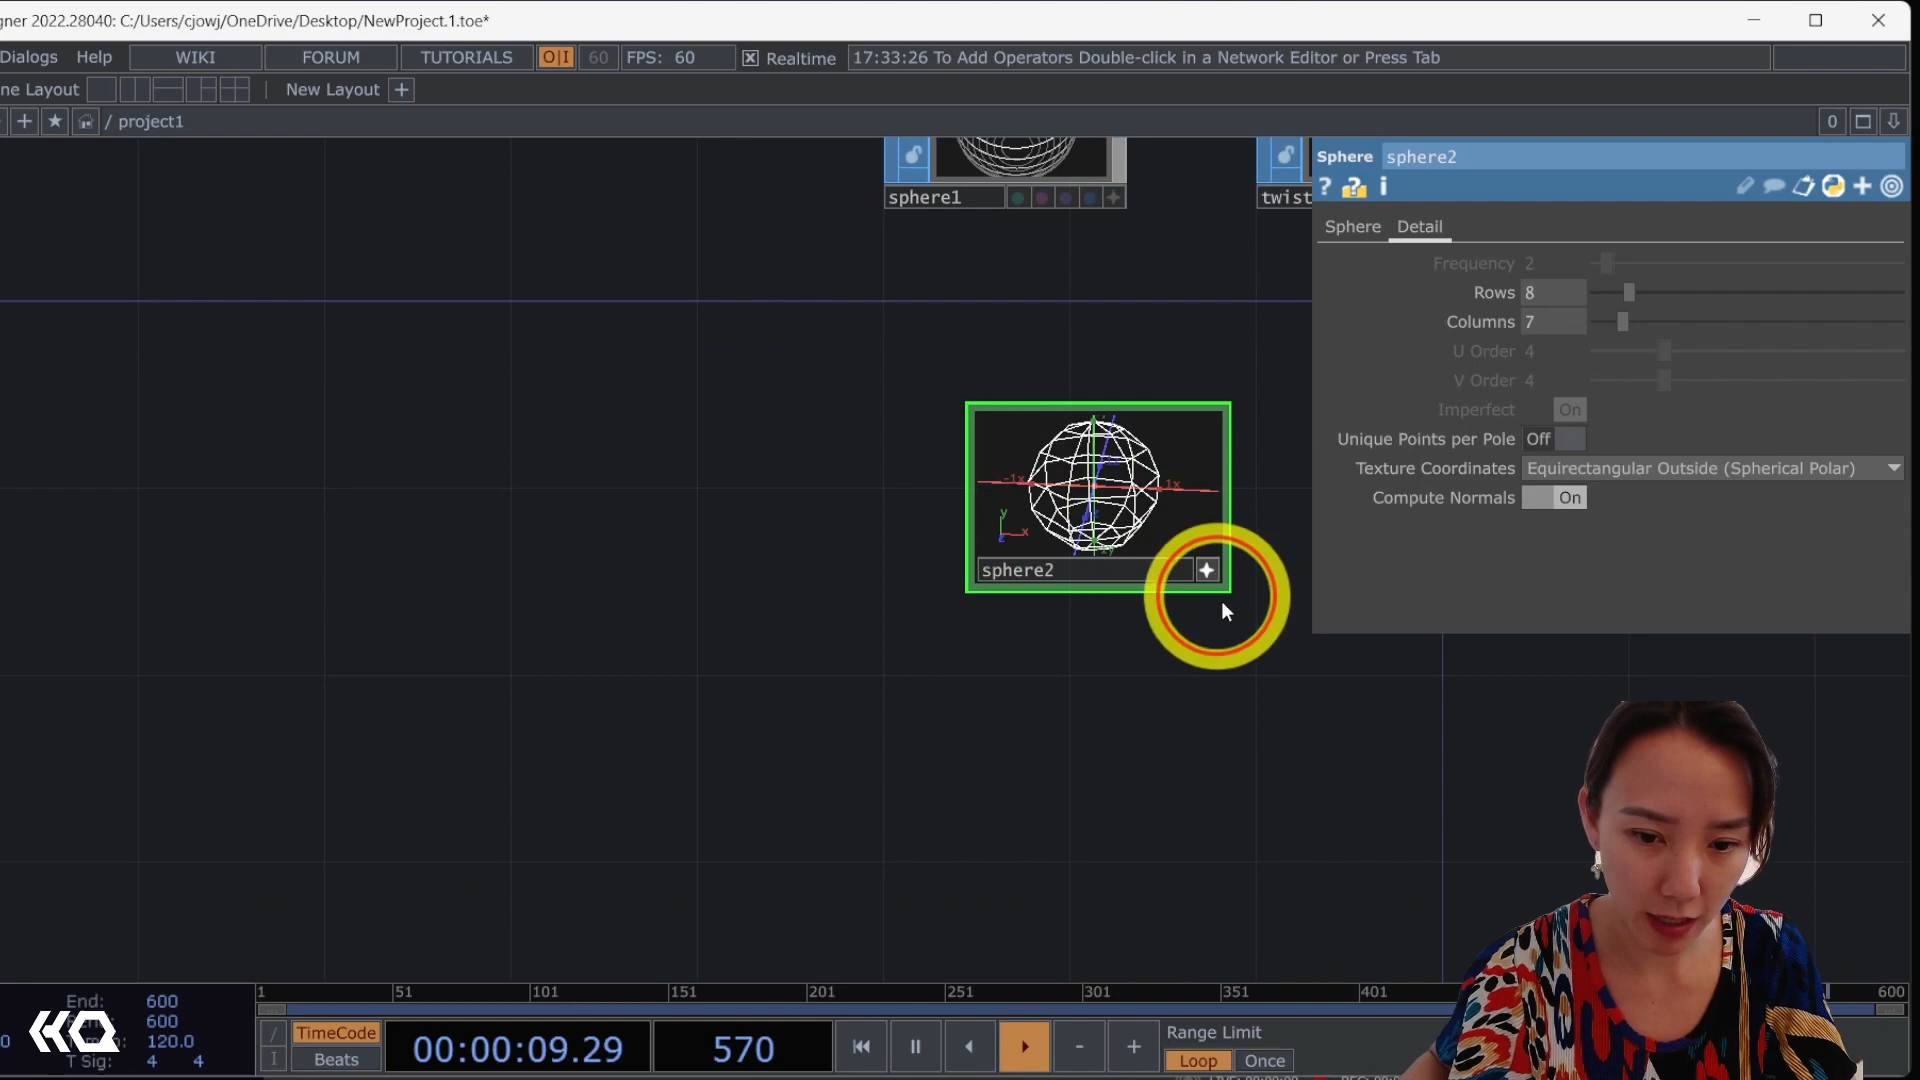 gner 2022.28040: C:/Users/cjowj/OneDrive/Desktop/NewProject.1.toe*
Dialogs Help WIKI FORUM TUTORIALS O|I 60 FPS: 60 Realtime 17:33:26 To Add Operators Double-click in a Network Editor or Press Tab
ne Layout New Layout +
+ / project1 0
sphere1
twist
Sphere sphere2
? ? i
Sphere Detail
Frequency 2
Rows 8
Columns 7
U Order 4
V Order 4
Imperfect On
Unique Points per Pole Off
Texture Coordinates Equirectangular Outside (Spherical Polar)
Compute Normals On
-1x 1x
y
x
z
sphere2
1 51 101 151 201 251 301 351 401 600
End: 600
600
120.0
T Sig: 4 4
HQ
/ TimeCode
I Beats
00:00:09.29 570
- +
Range Limit
Loop Once